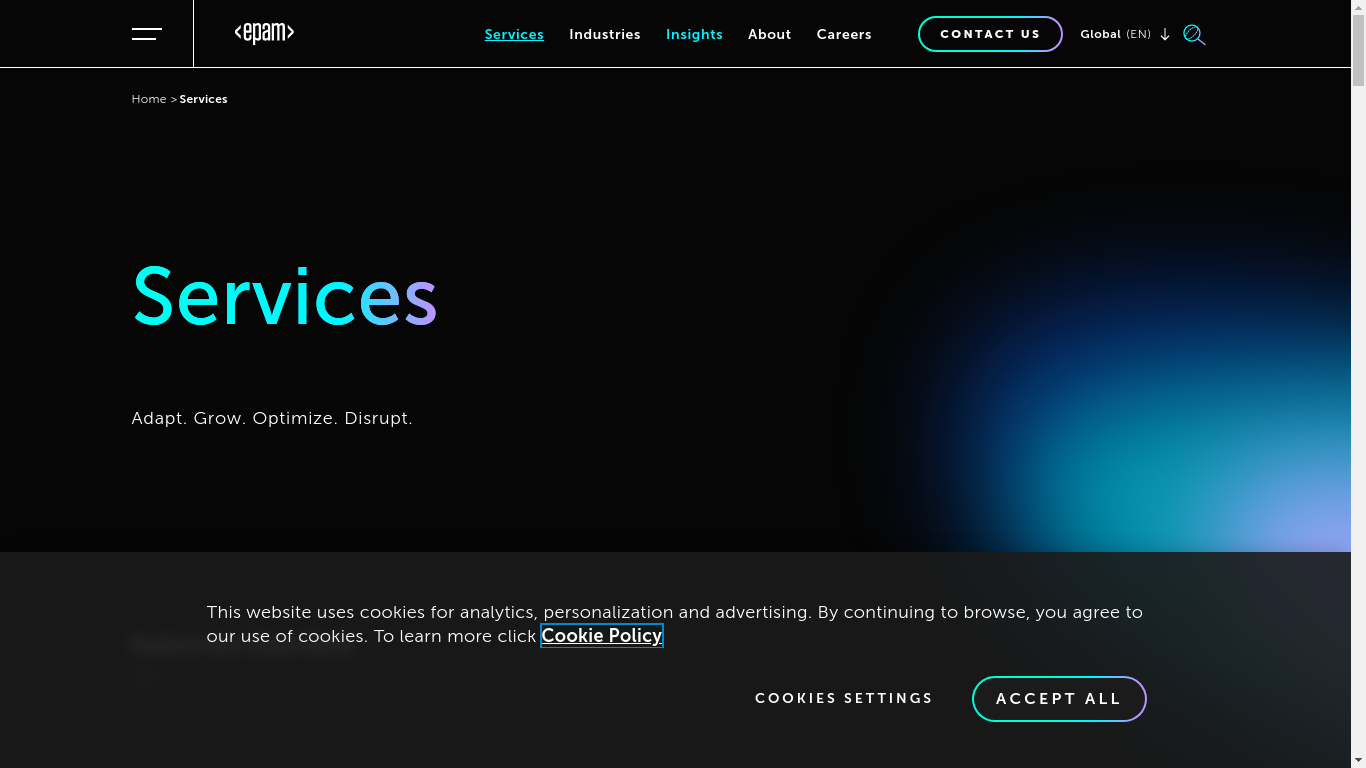 <epam>
Services Industries Insights About Careers
CONTACT US
Global (EN)
Home > Services
Services
Adapt. Grow. Optimize. Disrupt.
This website uses cookies for analytics, personalization and advertising. By continuing to browse, you agree to
our use of cookies. To learn more click Cookie Policy
COOKIES SETTINGS
ACCEPT ALL